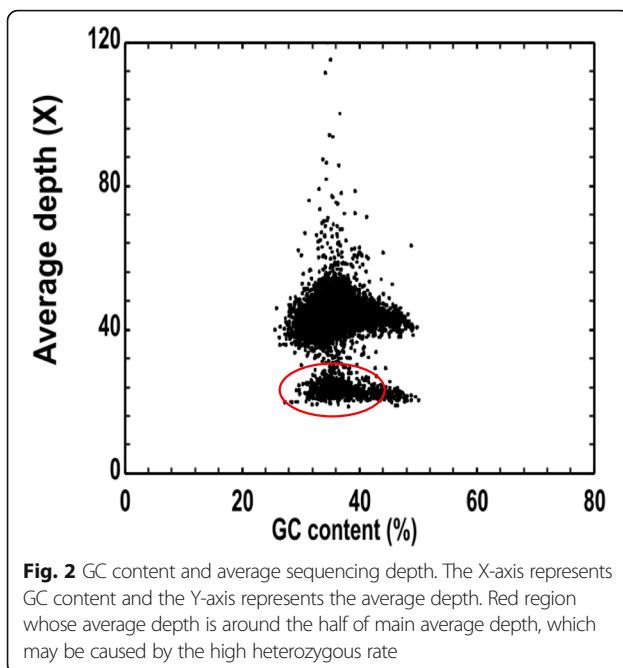 120
80
40
0
Average depth (X)
0 20 40 60 80
GC content (%)
Fig. 2 GC content and average sequencing depth. The X-axis represents
GC content and the Y-axis represents the average depth. Red region
whose average depth is around the half of main average depth, which
may be caused by the high heterozygous rate